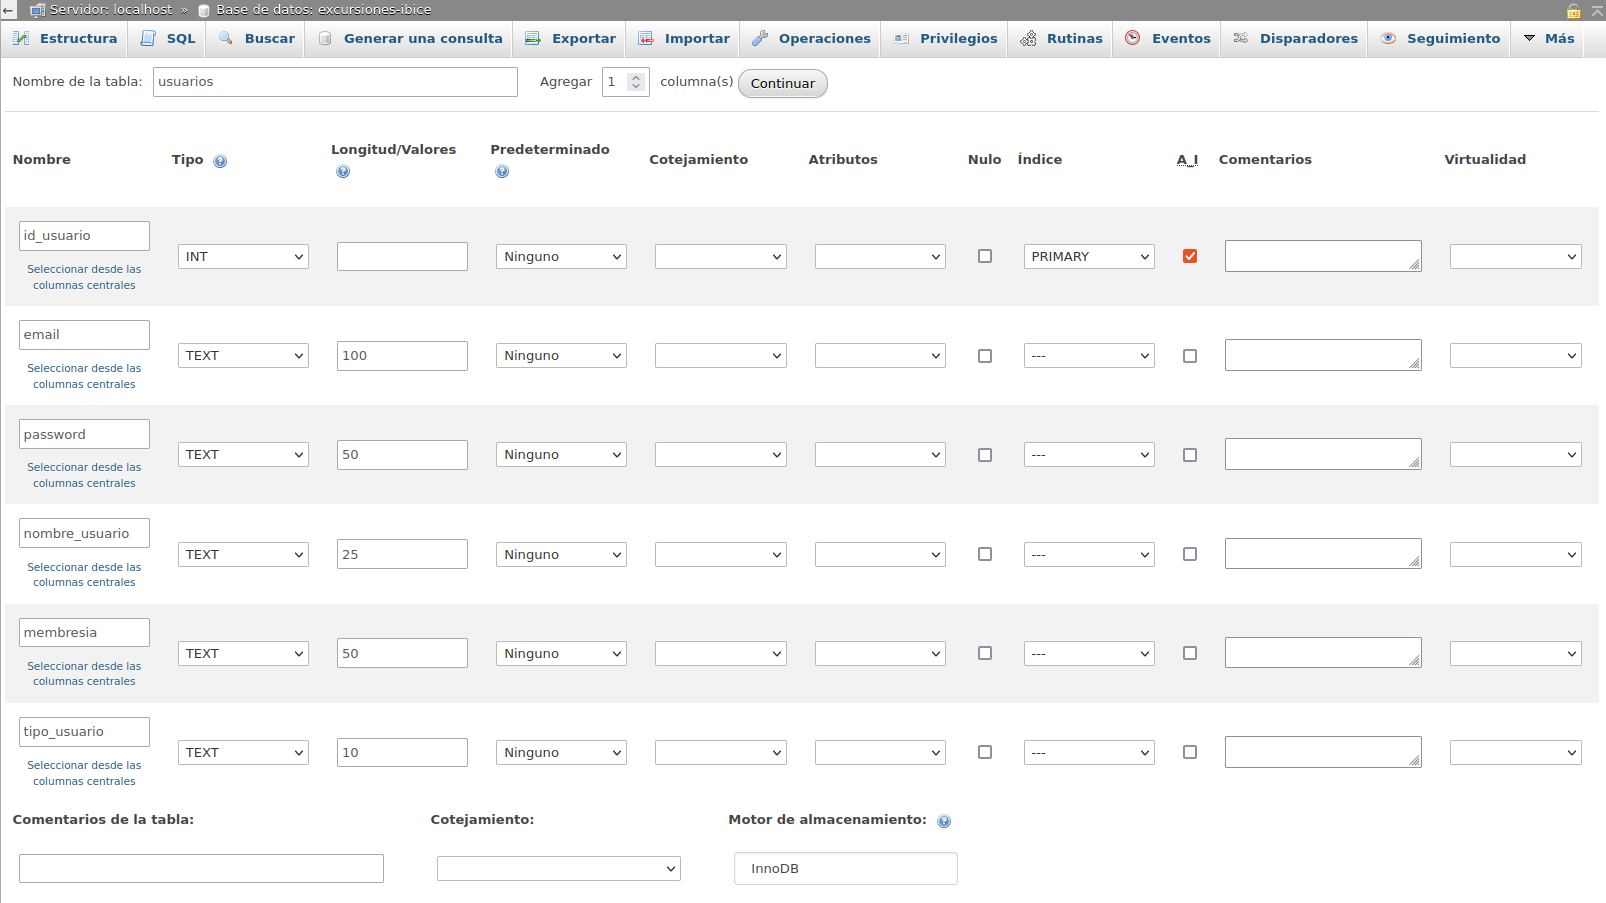 Servidor: localhost » Base de datos: excursiones-ibice
Estructura SQL Buscar Generar una consulta Exportar Importar Operaciones Privilegios Rutinas Eventos Disparadores Seguimiento Más
Nombre de la tabla: usuarios Agregar 1 columna(s) Continuar
Nombre Tipo Longitud/Valores Predeterminado Cotejamiento Atributos Nulo Índice A_I Comentarios Virtualidad
id_usuario INT Ninguno PRIMARY
Seleccionar desde las
columnas centrales
email TEXT 100 Ninguno ---
Seleccionar desde las
columnas centrales
password TEXT 50 Ninguno ---
Seleccionar desde las
columnas centrales
nombre_usuario TEXT 25 Ninguno ---
Seleccionar desde las
columnas centrales
membresia TEXT 50 Ninguno ---
Seleccionar desde las
columnas centrales
tipo_usuario TEXT 10 Ninguno ---
Seleccionar desde las
columnas centrales
Comentarios de la tabla: Cotejamiento: Motor de almacenamiento:
InnoDB